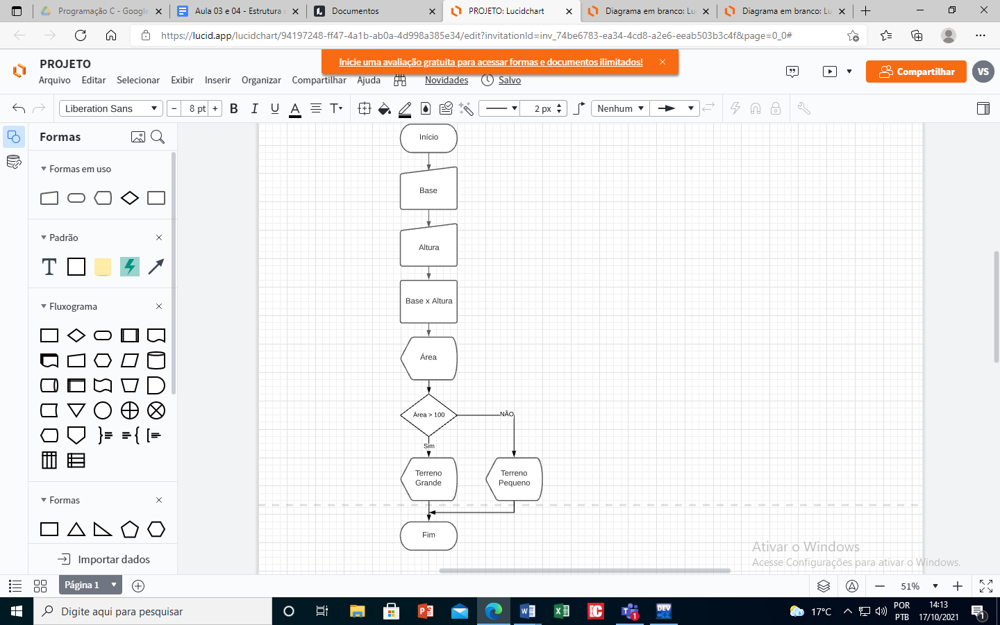 Programação C - Google
Aula 03 e 04 - Estrutura
Documentos
PROJETO: Lucidchart
Diagrama em branco: Lu
Diagrama em branco: Lu
https://lucid.app/lucidchart/94197248-ff47-4a1b-ab0a-4d998a385e34/edit?invitationId=inv_74be6783-ea34-4cd8-a2e6-eeab503b3c4f&page=0_0#
Inicie uma avaliação gratuita para acessar formas e documentos ilimitados!
PROJETO
Arquivo Editar Selecionar Exibir Inserir Organizar Compartilhar Ajuda Novidades Salvo
Compartilhar
VS
Liberation Sans
8 pt
B I U A T
2 px
Nenhum
Formas
Formas em uso
Padrão
T
Fluxograma
Formas
Importar dados
Início
Base
Altura
Base x Altura
Área
Área > 100
NÃO
Sim
Terreno
Grande
Terreno
Pequeno
Fim
Ativar o Windows
Acesse Configurações para ativar o Windows.
Página 1
51%
Digite aqui para pesquisar
17°C
POR
PTB
14:13
17/10/2021
1
1
DEV